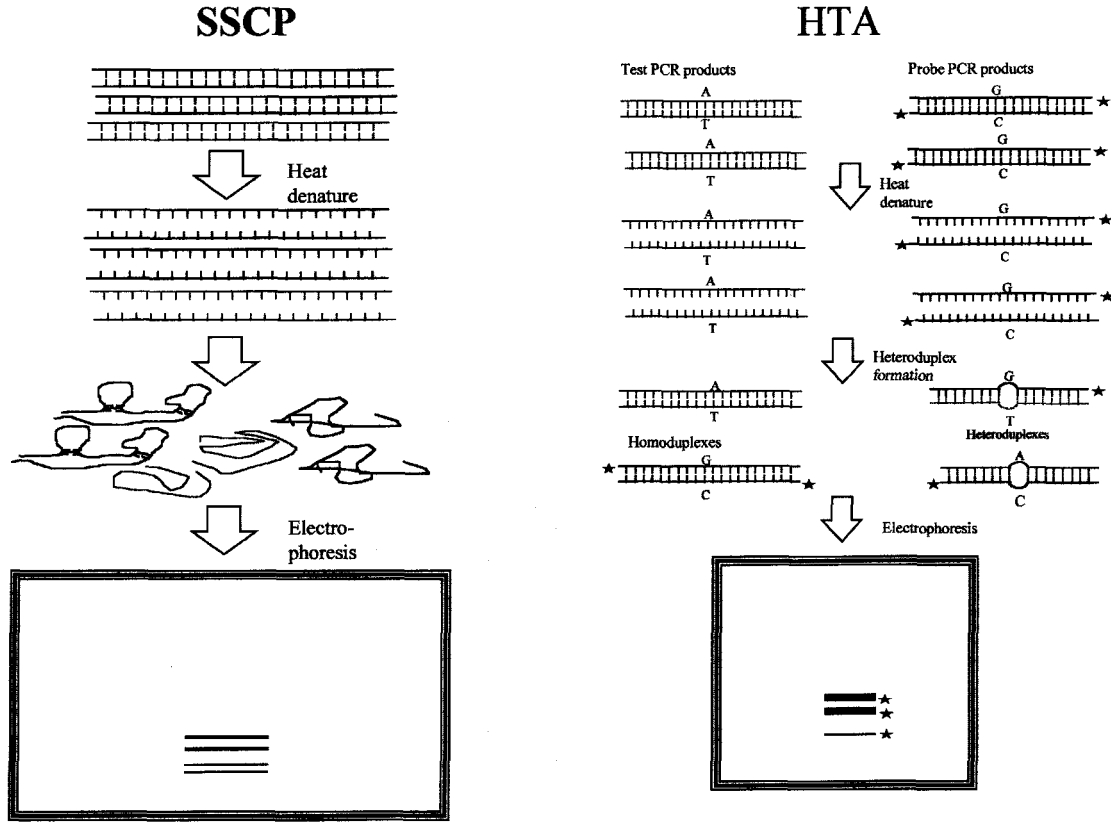 SSCP
Heat
denature
Electro-
phoresis
HTA
Test PCR products
Probe PCR products
A
G
T
C
A
G
T
C
Heat
denature
A
G
T
C
A
G
T
C
Heteroduplex
formation
A
G
T
T
Homoduplexes
Heteroduplexes
G
A
C
C
Electrophoresis